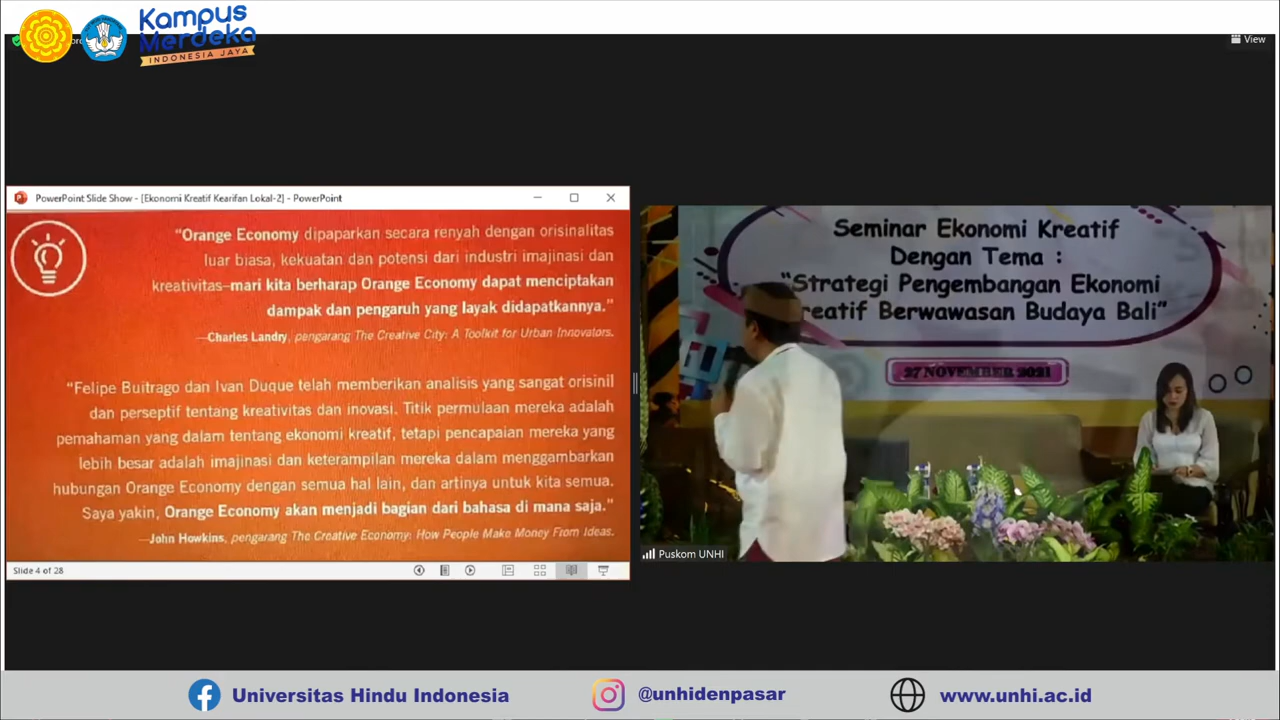 Kampus
Merdeka
INDONESIA JAYA
View
PowerPoint Slide Show - [Ekonomi Kreatif Kearifan Lokal-2] - PowerPoint
"Orange Economy dipaparkan secara renyah dengan orisinalitas
luar biasa, kekuatan dan potensi dari industri imajinasi dan
kreativitas—mari kita berharap Orange Economy dapat menciptakan
dampak dan pengaruh yang layak didapatkannya."
—Charles Landry, pengarang The Creative City: A Toolkit for Urban Innovators.
"Felipe Buitrago dan Ivan Duque telah memberikan analisis yang sangat orisinil
dan perseptif tentang kreativitas dan inovasi. Titik permulaan mereka adalah
pemahaman yang dalam tentang ekonomi kreatif, tetapi pencapaian mereka yang
lebih besar adalah imajinasi dan keterampilan mereka dalam menggambarkan
hubungan Orange Economy dengan semua hal lain, dan artinya untuk kita semua.
Saya yakin, Orange Economy akan menjadi bagian dari bahasa di mana saja."
—John Howkins, pengarang The Creative Economy: How People Make Money From Ideas.
Slide 4 of 28
Seminar Ekonomi Kreatif
Dengan Tema :
"Strategi Pengembangan Ekonomi
reatif Berwawasan Budaya Bali"
27 NOVEMBER 2021
Puskom UNHI
Universitas Hindu Indonesia
@unhidenpasar
www.unhi.ac.id